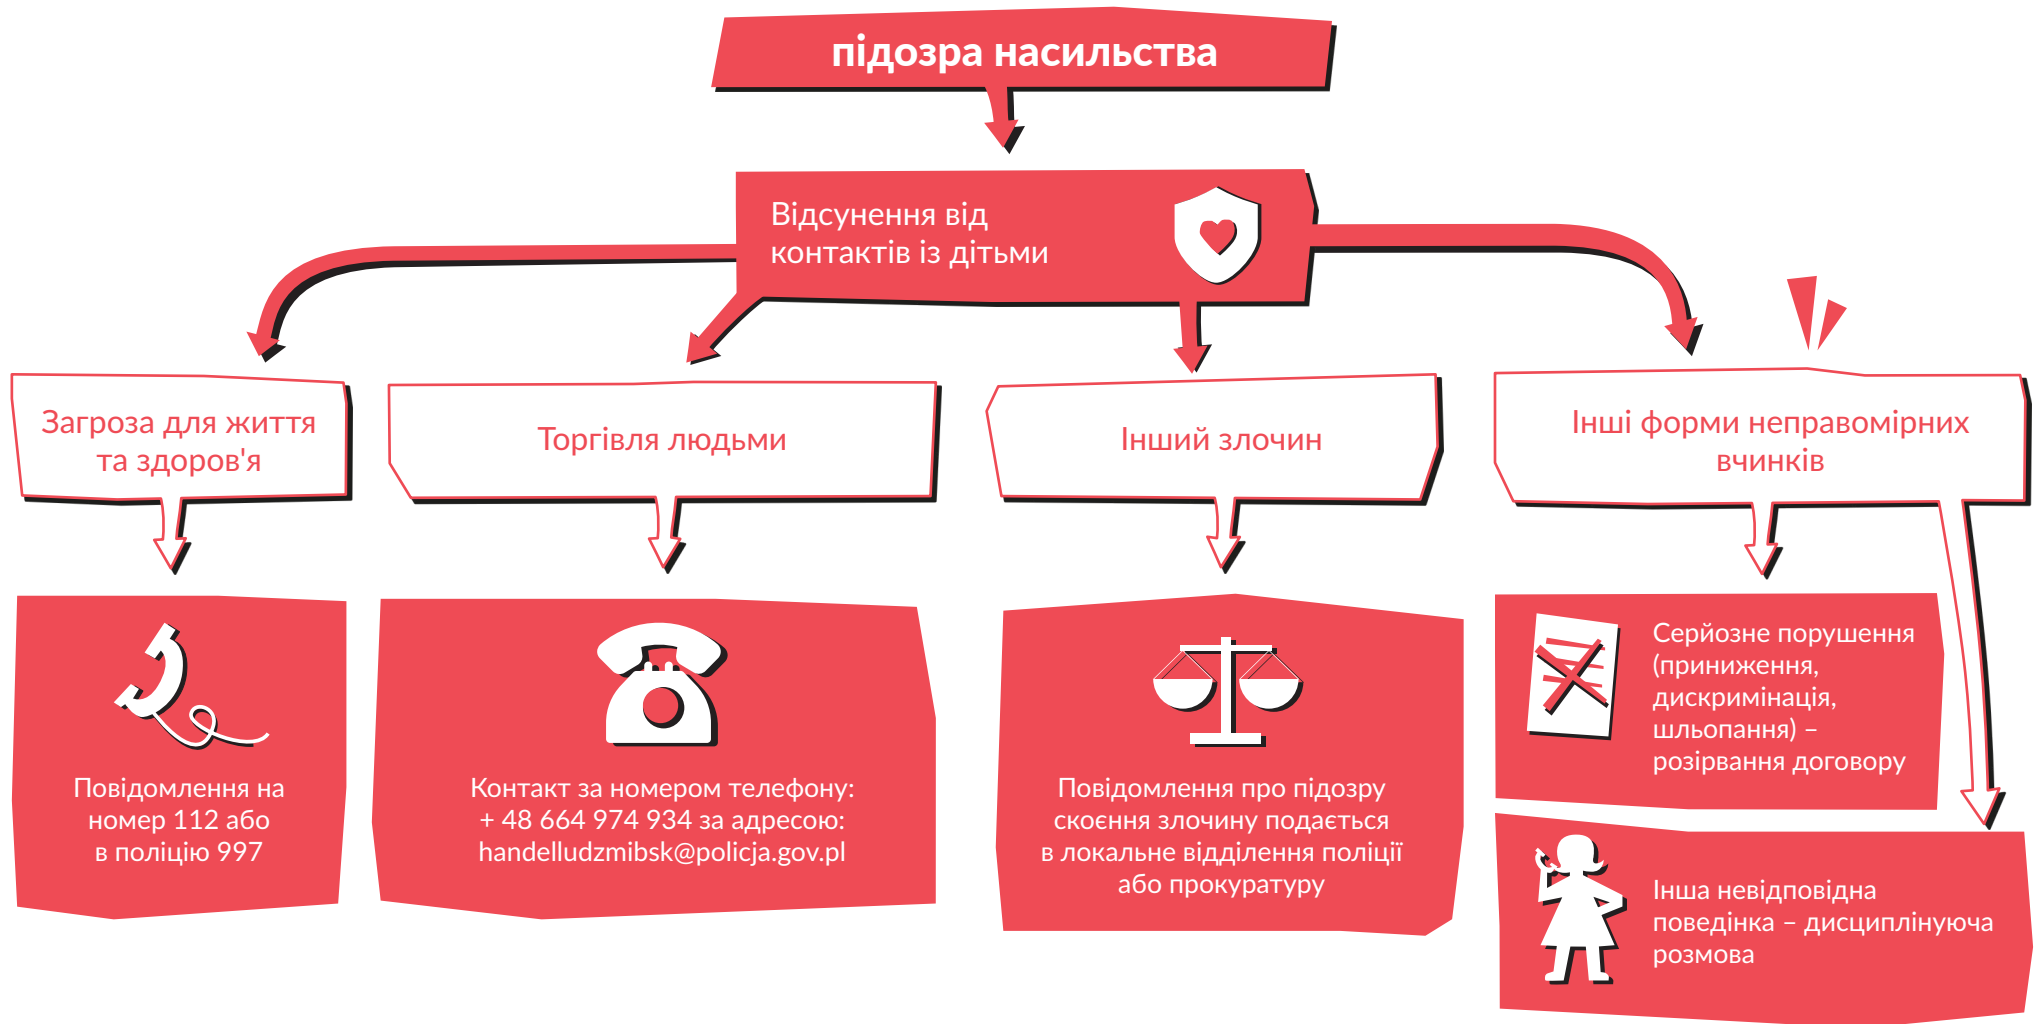 підозра насильства
Відсунення від
контактів із дітьми
Загроза для життя
та здоров'я
Торгівля людьми
Інший злочин
Інші форми неправомірних
вчинків
Повідомлення на
номер 112 або
в поліцію 997
Контакт за номером телефону:
+ 48 664 974 934 за адресою:
handelludzmibsk@policja.gov.pl
Повідомлення про підозру
скоєння злочину подається
в локальне відділення поліції
або прокуратуру
Серйозне порушення
(приниження,
дискримінація,
шльопання) –
розірвання договору
Інша невідповідна
поведінка – дисциплінуюча
розмова